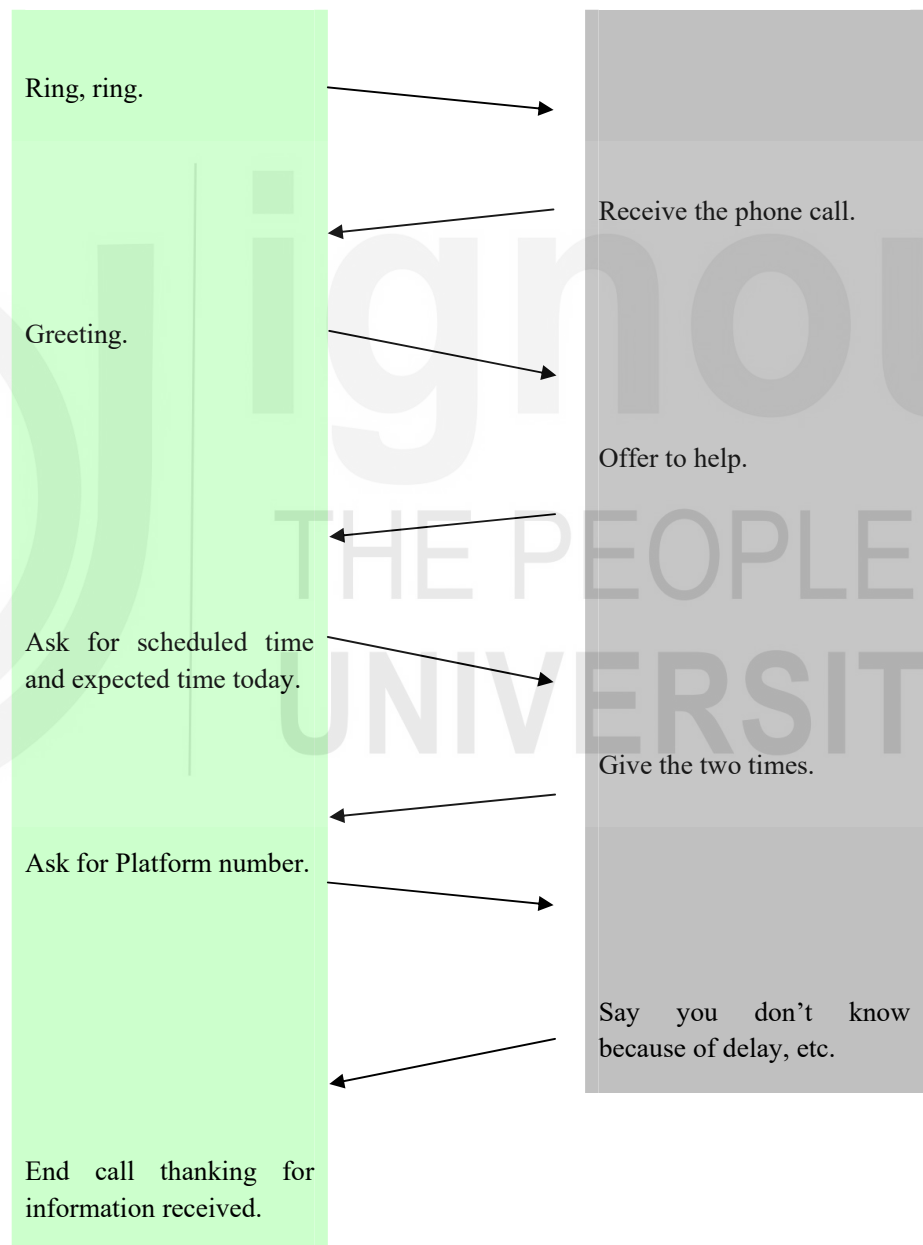 Ring, ring.
Receive the phone call.
Greeting.
Offer to help.
Ask for scheduled time
and expected time today.
Give the two times.
Ask for Platform number.
Say you don’t know
because of delay, etc.
End call thanking for
information received.
ignou
THE PEOPLE
UNIVERSIT